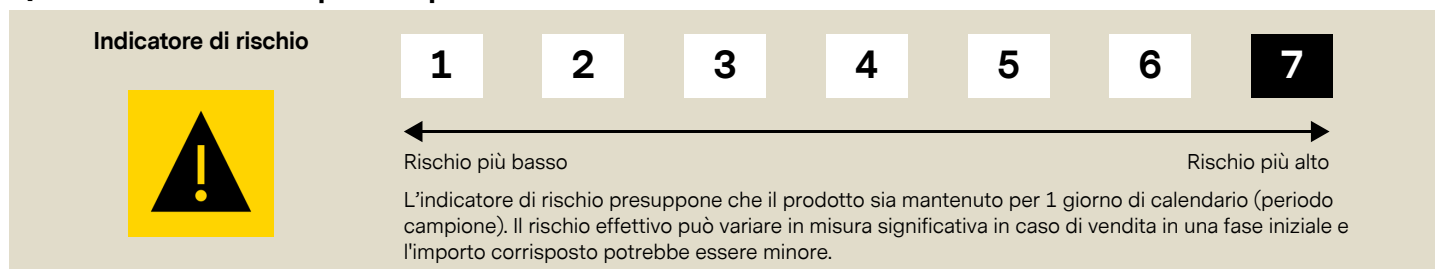 Indicatore di rischio
1 2 3 4 5 6 7
Rischio più basso Rischio più alto
L'indicatore di rischio presuppone che il prodotto sia mantenuto per 1 giorno di calendario (periodo
campione). Il rischio effettivo può variare in misura significativa in caso di vendita in una fase iniziale e
l'importo corrisposto potrebbe essere minore.